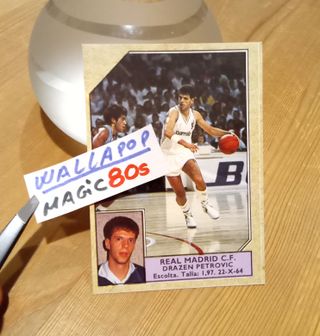 WALLAPOP
MAGIC80s
REAL MADRID C.F.
DRAZEN PETROVIC
Escolta. Talla: 1,97. 22-X-64